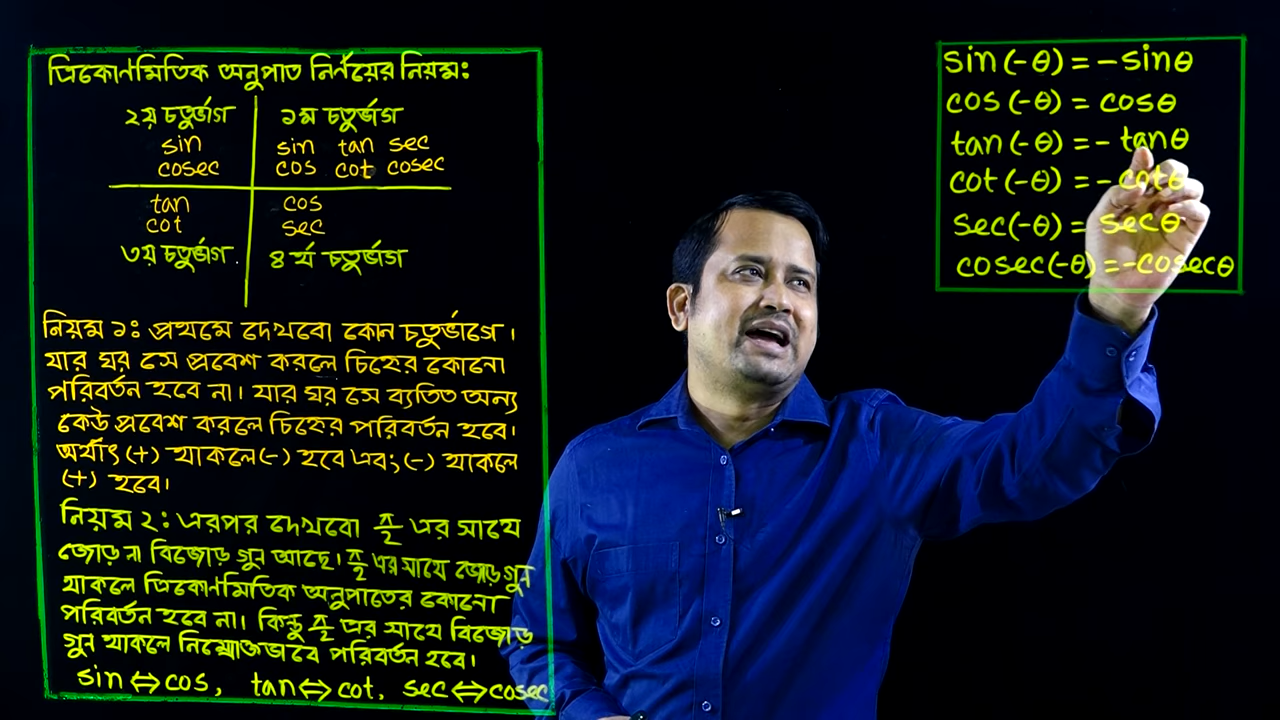 ত্রিকোণমিতিক অনুপাত নির্ণয়ের নিয়ম:
২য় চতুর্ভাগ ১ম চতুর্ভাগ
sin sin tan sec
cosec cos cot cosec
tan cos
cot sec
৩য় চতুর্ভাগ ৪র্থ চতুর্ভাগ
নিয়ম ১: প্রথমে দেখবো কোন চতুর্ভাগে।
যার ঘর সে প্রবেশ করলে চিহ্নের কোনো
পরিবর্তন হবে না। যার ঘর সে ব্যতিত অন্য
কেউ প্রবেশ করলে চিহ্নের পরিবর্তন হবে।
অর্থাৎ (+) থাকলে (-) হবে এবং (-) থাকলে
(+) হবে।
নিয়ম ২: এরপর দেখবো π/2 এর সাথে
জোড় না বিজোড় গুন আছে। π/2 এর সাথে জোড় গুন
থাকলে ত্রিকোণমিতিক অনুপাতের কোনো
পরিবর্তন হবে না। কিন্তু π/2 এর সাথে বিজোড়
গুন থাকলে নিম্নোক্তভাবে পরিবর্তন হবে।
sin⇔cos, tan⇔cot, sec⇔cosec
sin(-θ) = -sinθ
cos(-θ) = cosθ
tan(-θ) = -tanθ
cot(-θ) = -cotθ
sec(-θ) = secθ
cosec(-θ) = -cosecθ